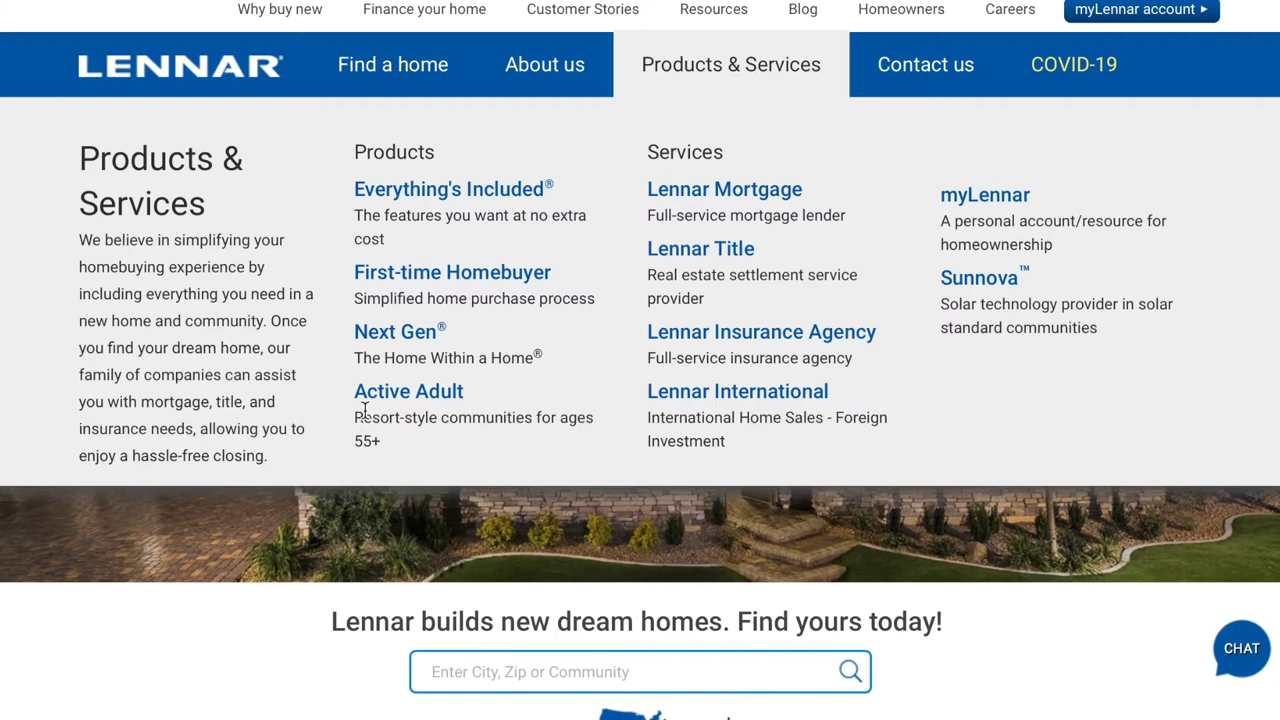 Why buy new
Finance your home
Customer Stories
Resources
Blog
Homeowners
Careers
myLennar account
LENNAR®
Find a home
About us
Products & Services
Contact us
COVID-19
Products &
Services
We believe in simplifying your
homebuying experience by
including everything you need in a
new home and community. Once
you find your dream home, our
family of companies can assist
you with mortgage, title, and
insurance needs, allowing you to
enjoy a hassle-free closing.
Products
Everything's Included®
The features you want at no extra
cost
First-time Homebuyer
Simplified home purchase process
Next Gen®
The Home Within a Home®
Active Adult
Resort-style communities for ages
55+
Services
Lennar Mortgage
Full-service mortgage lender
Lennar Title
Real estate settlement service
provider
Lennar Insurance Agency
Full-service insurance agency
Lennar International
International Home Sales - Foreign
Investment
myLennar
A personal account/resource for
homeownership
Sunnova™
Solar technology provider in solar
standard communities
Lennar builds new dream homes. Find yours today!
Enter City, Zip or Community
CHAT